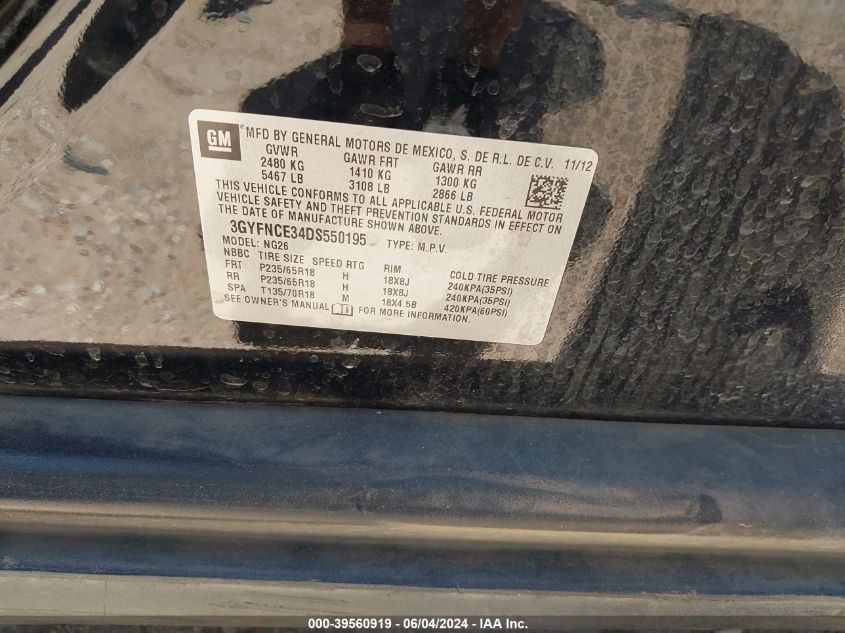 GM
MFD BY GENERAL MOTORS DE MEXICO, S. DE R.L. DE C.V. 11/12
GVWR GAWR FRT GAWR RR
2480 KG 1410 KG 1300 KG
5467 LB 3108 LB 2866 LB
THIS VEHICLE CONFORMS TO ALL APPLICABLE U.S. FEDERAL MOTOR
VEHICLE SAFETY AND THEFT PREVENTION STANDARDS IN EFFECT ON
THE DATE OF MANUFACTURE SHOWN ABOVE.
3GYFNCE34DS550195 TYPE: M.P.V.
MODEL: NG26
NBBC TIRE SIZE SPEED RTG RIM COLD TIRE PRESSURE
FRT P235/65R18 H 18X8J 240KPA(35PSI)
RR P235/65R18 H 18X8J 240KPA(35PSI)
SPA T135/70R18 M 18X4.5B 420KPA(60PSI)
SEE OWNER'S MANUAL FOR MORE INFORMATION.
000-39560919 - 06/04/2024 - IAA Inc.